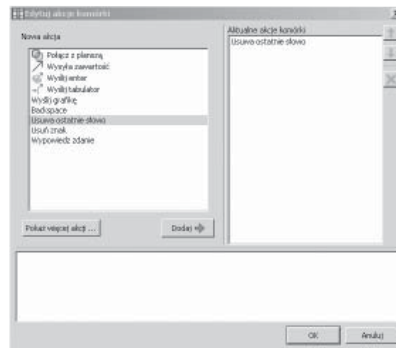 Edytuj akcje komórki
Nowa akcja
Połącz z planszą
Wysyła zawartość
Wyślij enter
Wyślij tabulator
Wyślij grafikę
Backspace
Usuwa ostatnie słowo
Usuń znak
Wypowiedz zdanie
Pokaż więcej akcji ...
Dodaj
Aktualne akcje komórki
Usuwa ostatnie słowo
OK
Anuluj